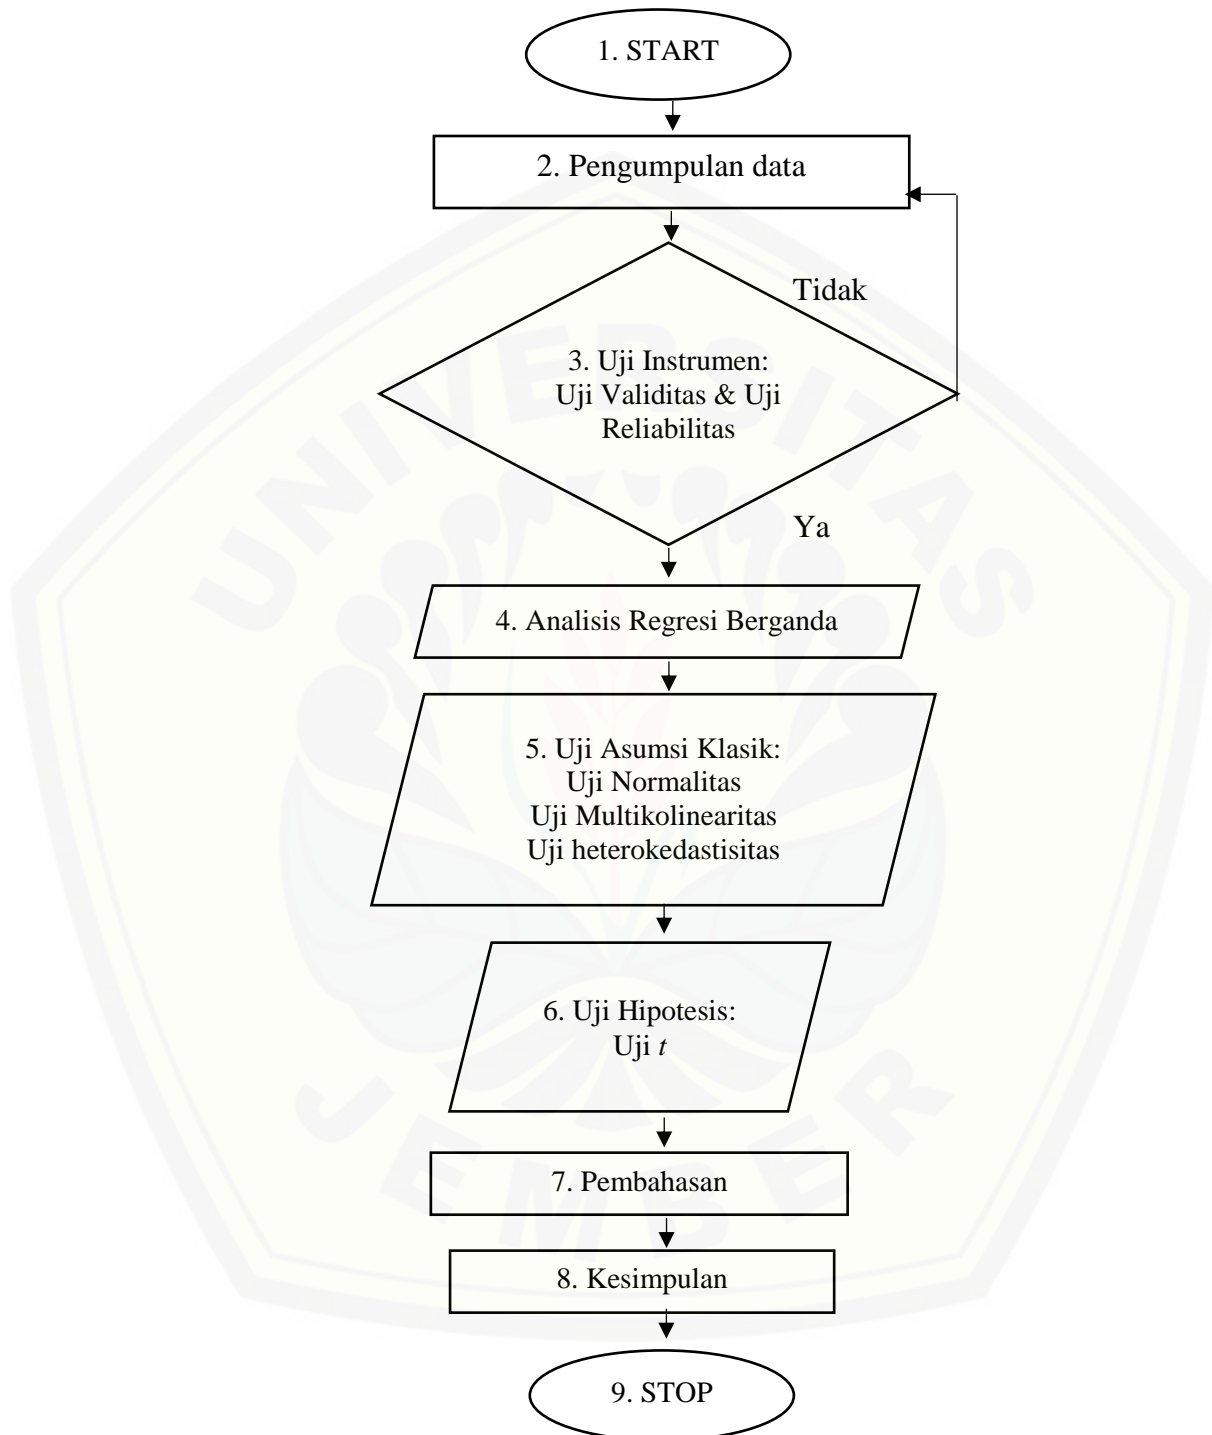 1. START
2. Pengumpulan data
Tidak
3. Uji Instrumen:
Uji Validitas & Uji
Reliabilitas
Ya
4. Analisis Regresi Berganda
5. Uji Asumsi Klasik:
Uji Normalitas
Uji Multikolinearitas
Uji heterokedastisitas
6. Uji Hipotesis:
Uji t
7. Pembahasan
8. Kesimpulan
9. STOP
UNIVERSITAS
JEMBER